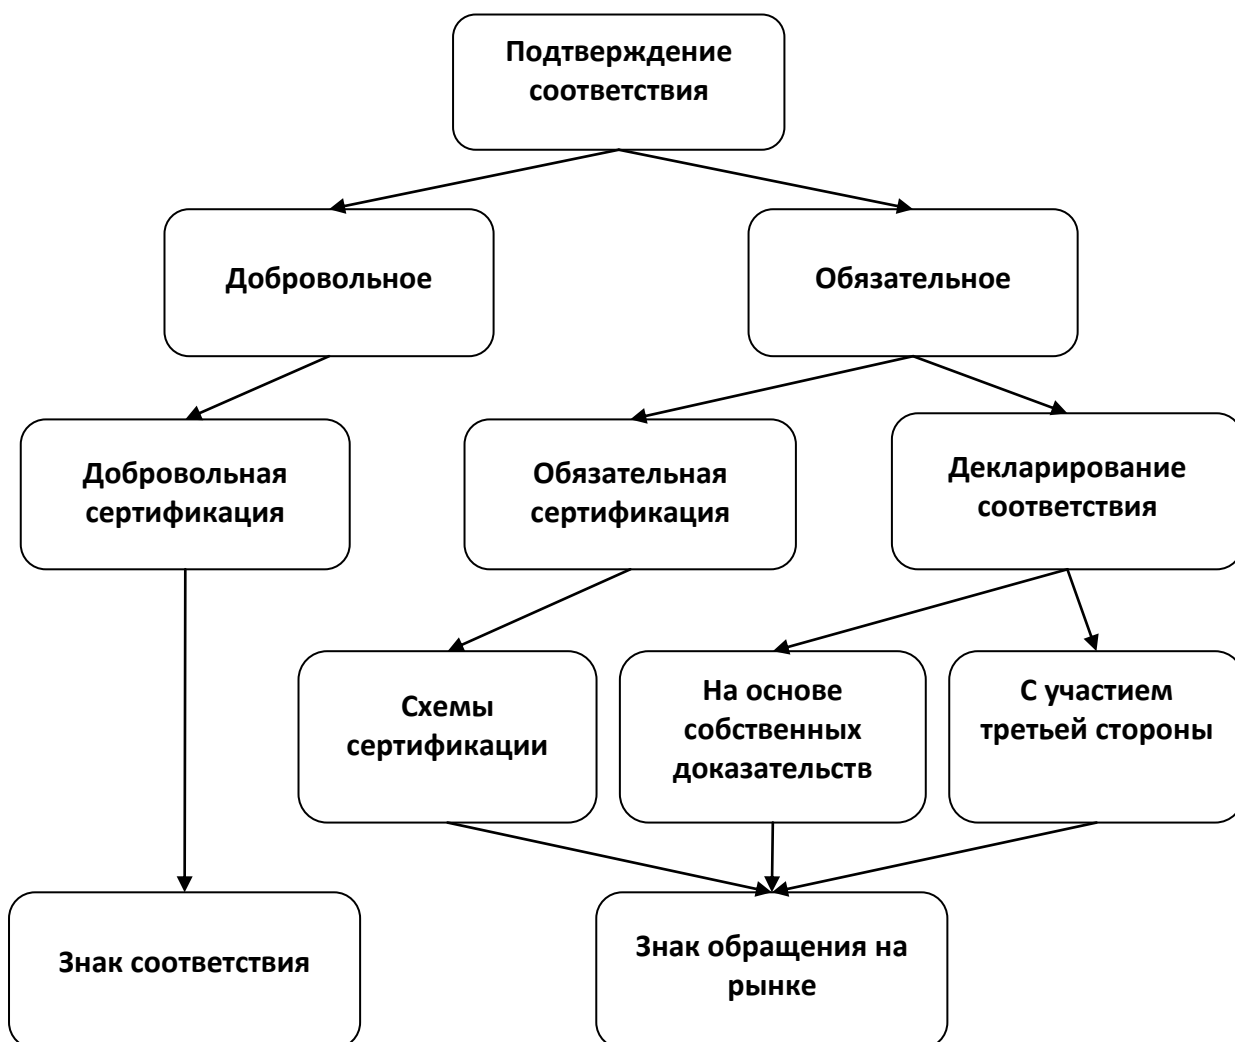 Подтверждение
соответствия
Добровольное
Обязательное
Добровольная
сертификация
Обязательная
сертификация
Декларирование
соответствия
Схемы
сертификации
На основе
собственных
доказательств
С участием
третьей стороны
Знак соответствия
Знак обращения на
рынке